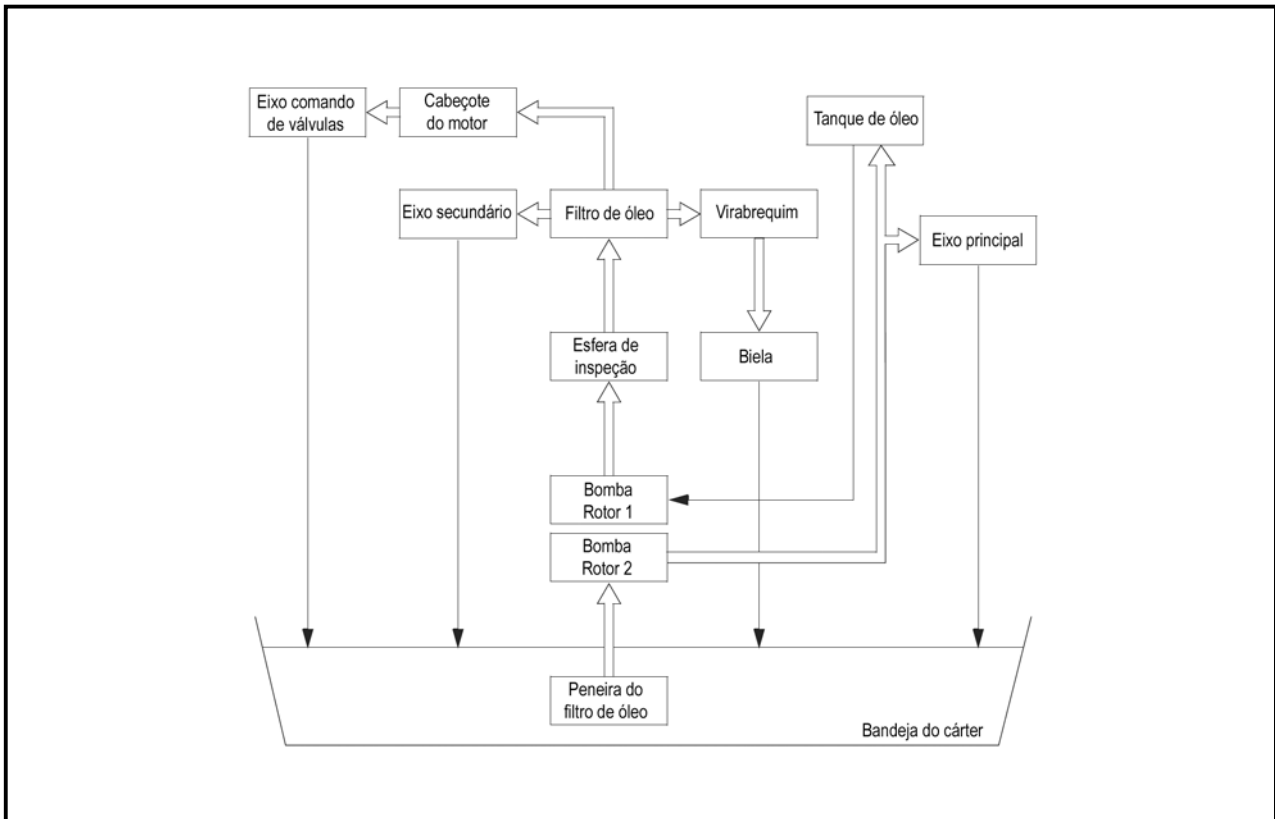 Eixo comando
de válvulas
Cabeçote
do motor
Tanque de óleo
Eixo secundário
Filtro de óleo
Virabrequim
Eixo principal
Esfera de
inspeção
Biela
Bomba
Rotor 1
Bomba
Rotor 2
Peneira do
filtro de óleo
Bandeja do cárter